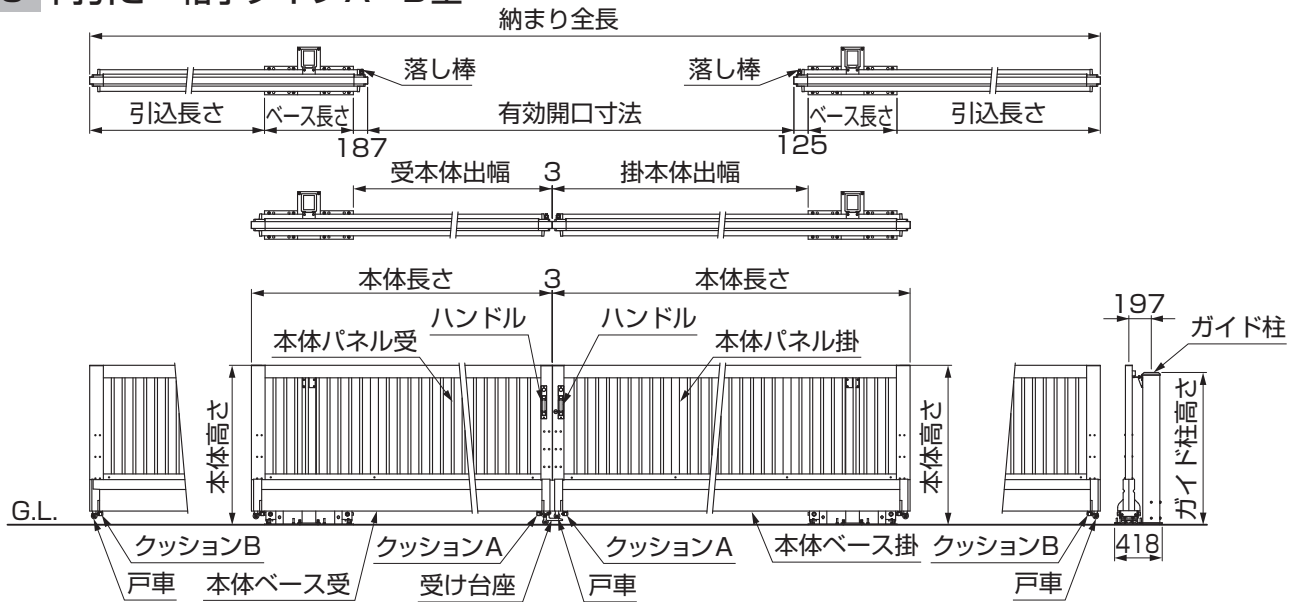 納まり全長
落し棒 落し棒
引込長さ ベース長さ 有効開口寸法 ベース長さ 引込長さ
187 125
受本体出幅 3 掛本体出幅
本体長さ 3 本体長さ
197
ハンドル ハンドル ガイド柱
本体パネル受 本体パネル掛
本体高さ 本体高さ ガイド柱高さ
G.L.
クッションB クッションA クッションA 本体ベース掛 クッションB 418
戸車 本体ベース受 受け台座 戸車 戸車